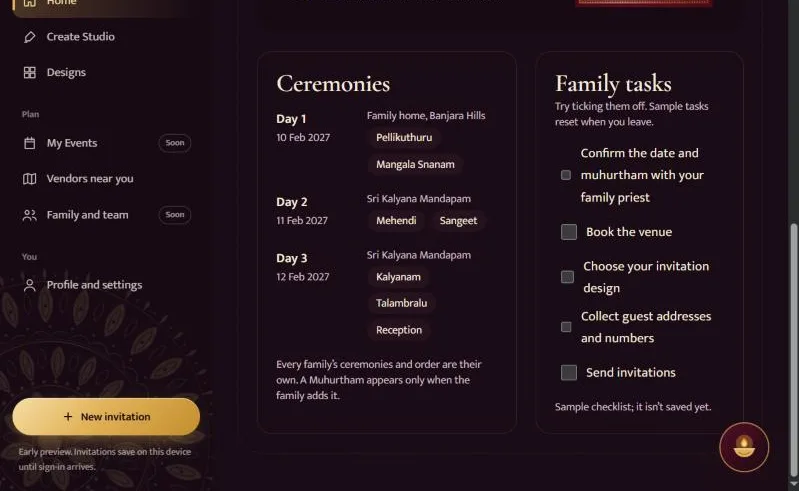 Home
Create Studio
Designs
Plan
My Events
Soon
Vendors near you
Family and team
Soon
You
Profile and settings
+ New invitation
Early preview. Invitations save on this device
until sign-in arrives.
Ceremonies
Day 1
10 Feb 2027
Family home, Banjara Hills
Pellikuthuru
Mangala Snanam
Day 2
11 Feb 2027
Sri Kalyana Mandapam
Mehendi
Sangeet
Day 3
12 Feb 2027
Sri Kalyana Mandapam
Kalyanam
Talambralu
Reception
Every family's ceremonies and order are their
own. A Muhurtham appears only when the
family adds it.
Family tasks
Try ticking them off. Sample tasks
reset when you leave.
Confirm the date and
muhurtham with your
family priest
Book the venue
Choose your invitation
design
Collect guest addresses
and numbers
Send invitations
Sample checklist; it isn't saved yet.